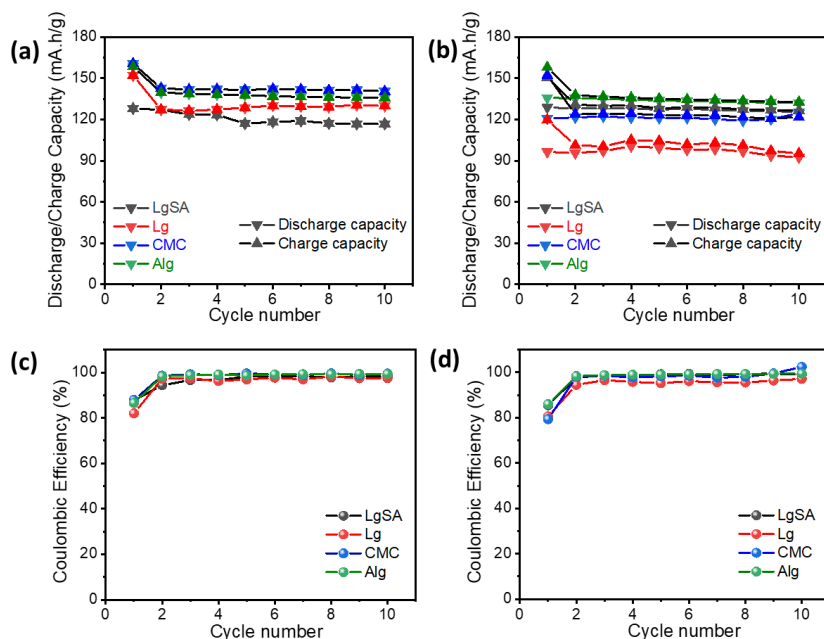 (a)
Discharge/Charge Capacity (mA.h/g)
180
150
120
90
60
30
0
LgSA
Lg
CMC
Alg
Discharge capacity
Charge capacity
0 2 4 6 8 10
Cycle number
(b)
Discharge/Charge Capacity (mA.h/g)
180
150
120
90
60
30
0
LgSA
Lg
CMC
Alg
Discharge capacity
Charge capacity
0 2 4 6 8 10
Cycle number
(c)
Coulombic Efficiency (%)
100
80
60
40
20
0
LgSA
Lg
CMC
Alg
0 2 4 6 8 10
Cycle number
(d)
Coulombic Efficiency (%)
100
80
60
40
20
0
LgSA
Lg
CMC
Alg
0 2 4 6 8 10
Cycle number